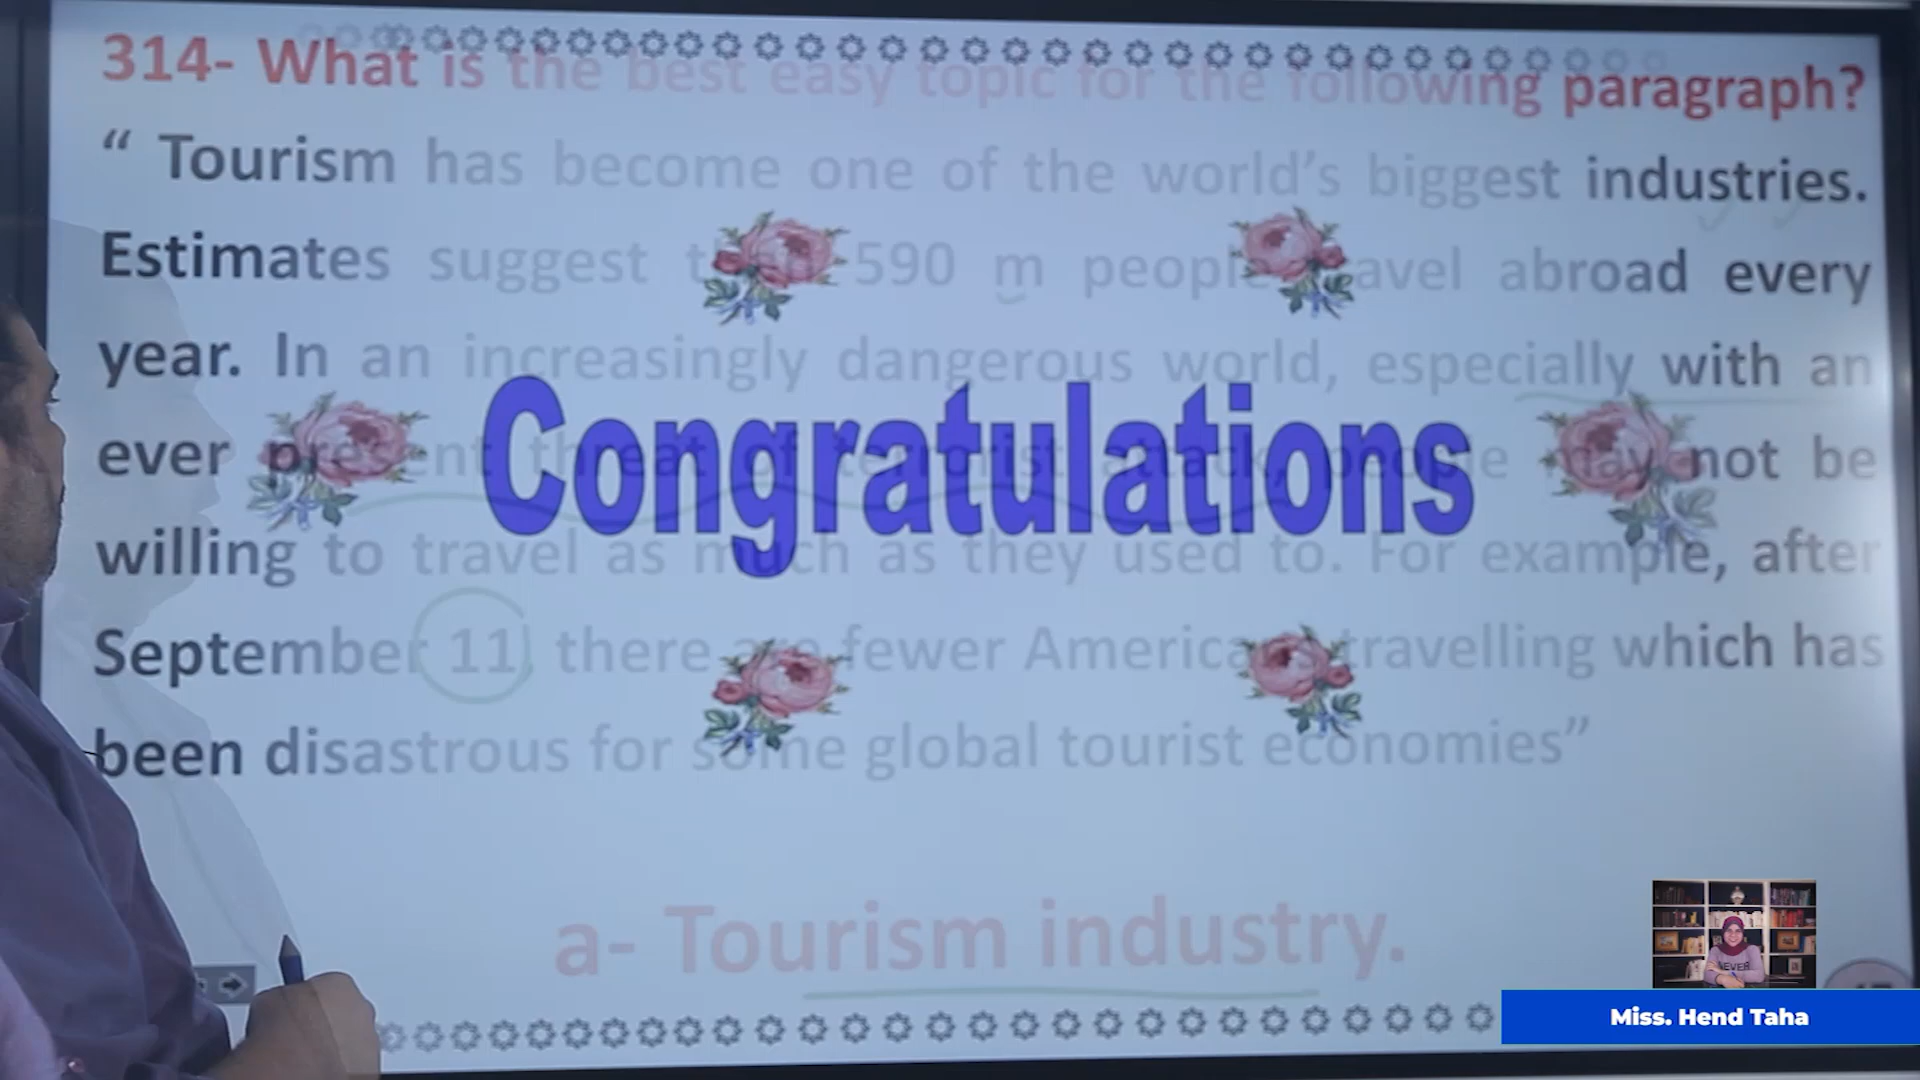 314- What is the best easy topic for the following paragraph?
“ Tourism has become one of the world’s biggest industries.
Estimates suggest 590 m people travel abroad every
year. In an increasingly dangerous world, especially with an
ever present threat of terrorist attack, people may not be
Congratulations
willing to travel as much as they used to. For example, after
September 11 there are fewer Americans travelling which has
been disastrous for some global tourist economies”
a- Tourism industry.
NEVER
Miss. Hend Taha